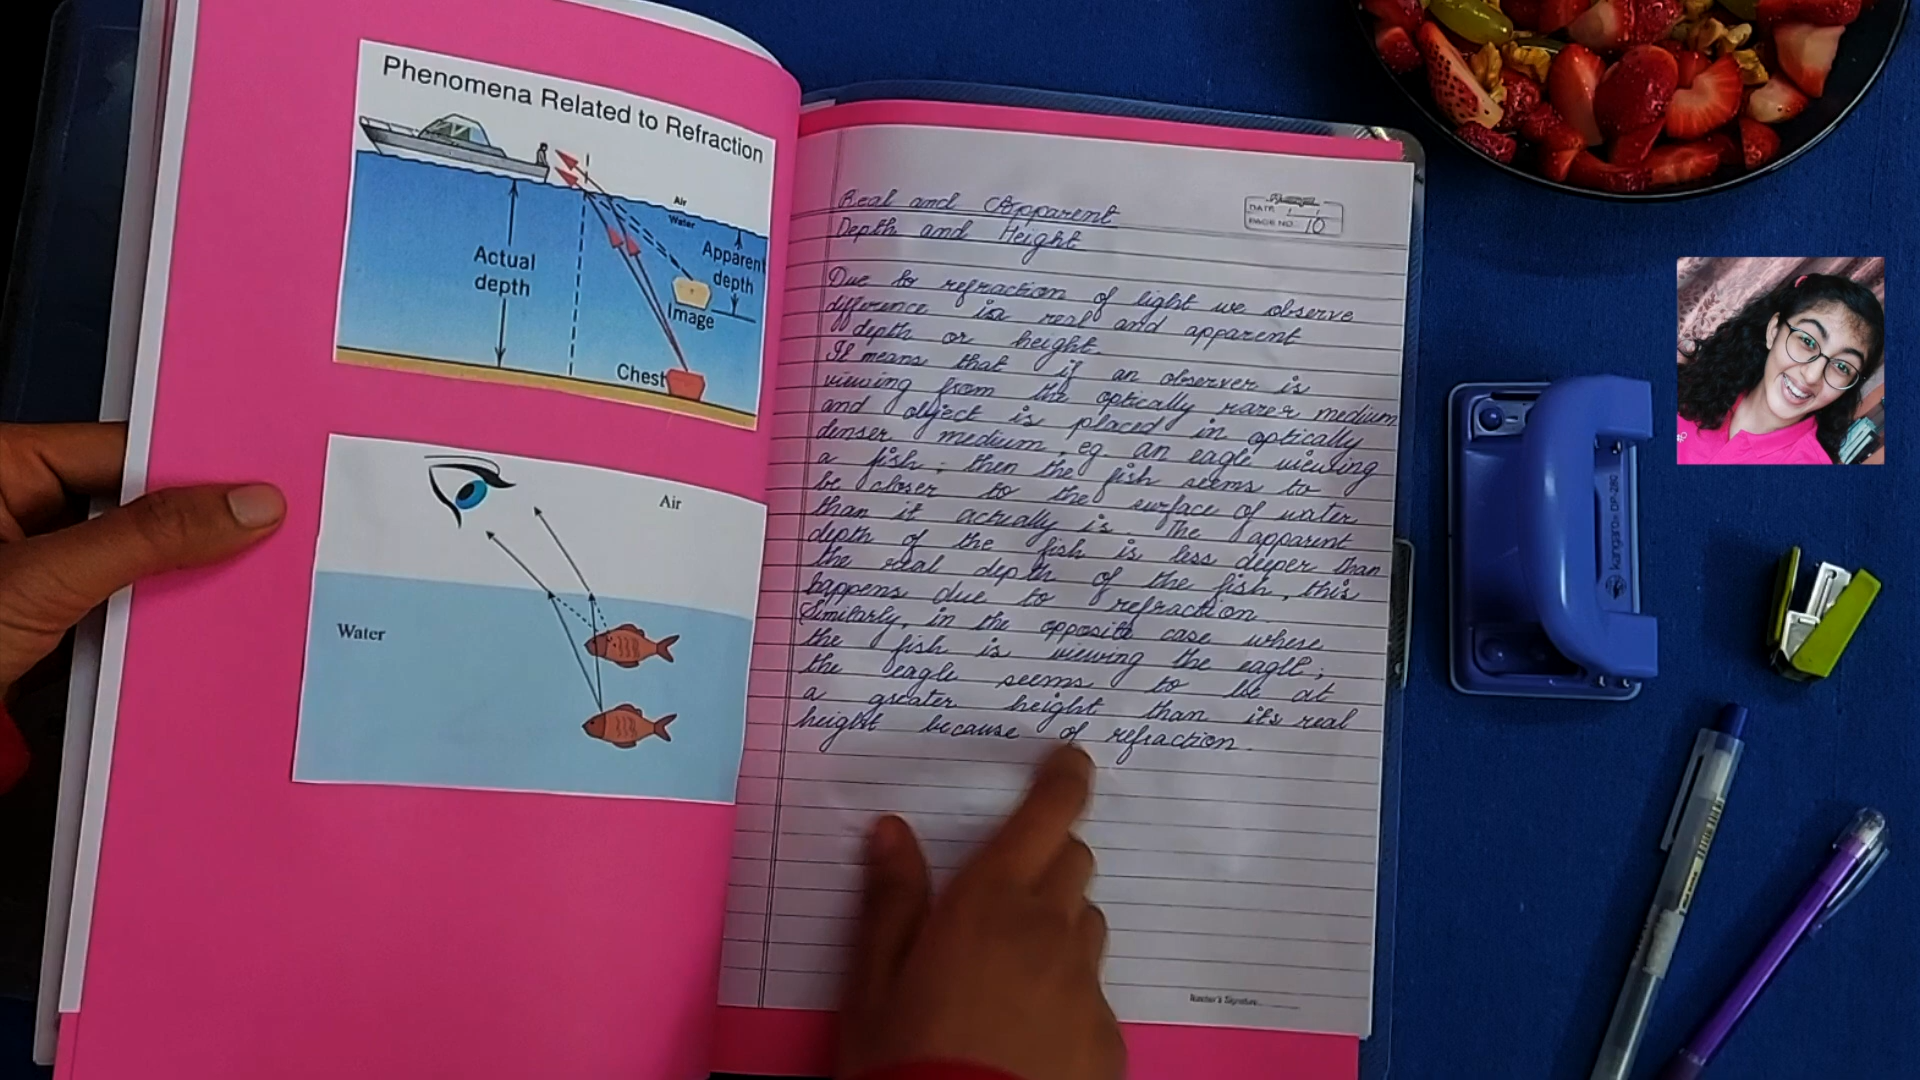 Phenomena Related to Refraction
Air
Water
Actual
depth
Apparent
depth
Image
Chest
Air
Water
Real and Apparent
Depth and Height
DATE
PAGE NO. 10
Due to refraction of light we observe
difference in real and apparent
depth or height.
It means that if an observer is
viewing from the optically rarer medium
and object is placed in optically
denser medium, eg. an eagle viewing
a fish; then the fish seems to
be closer to the surface of water
than it actually is. The apparent
depth of the fish is less deeper than
the real depth of the fish, this
happens due to refraction.
Similarly, in the opposite case where
the fish is viewing the eagle;
the eagle seems to be at
a greater height than its real
height because of refraction.
Teacher's Signature
kangaro DP-280